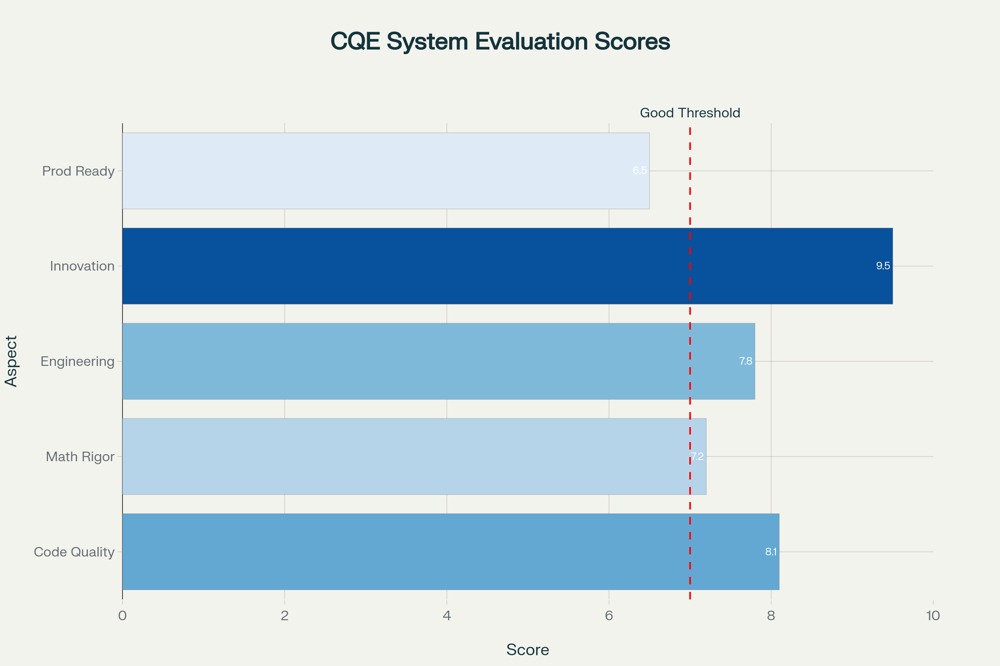 CQE System Evaluation Scores
Good Threshold
Prod Ready
6.5
Innovation
9.5
Engineering
7.8
Math Rigor
7.2
Code Quality
8.1
Aspect
0 2 4 6 8 10
Score